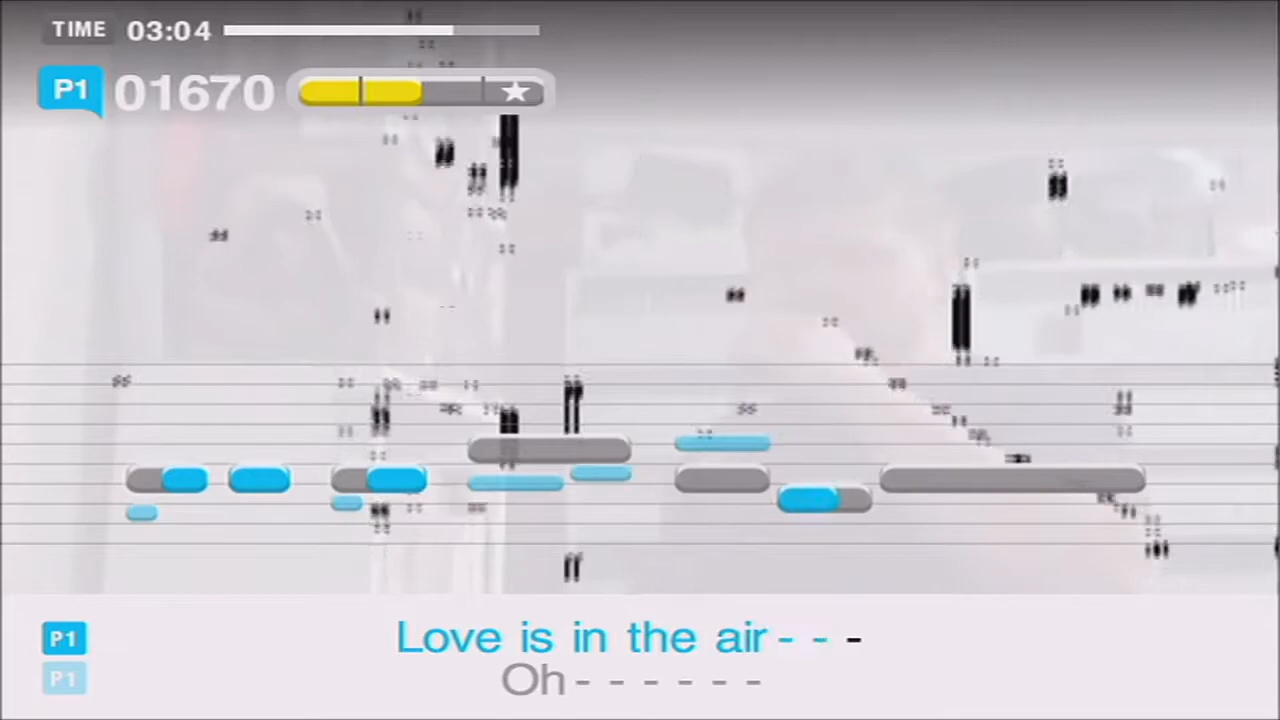 TIME 03:04
P1 01670
P1 Love is in the air - - -
P1 Oh - - - - - -